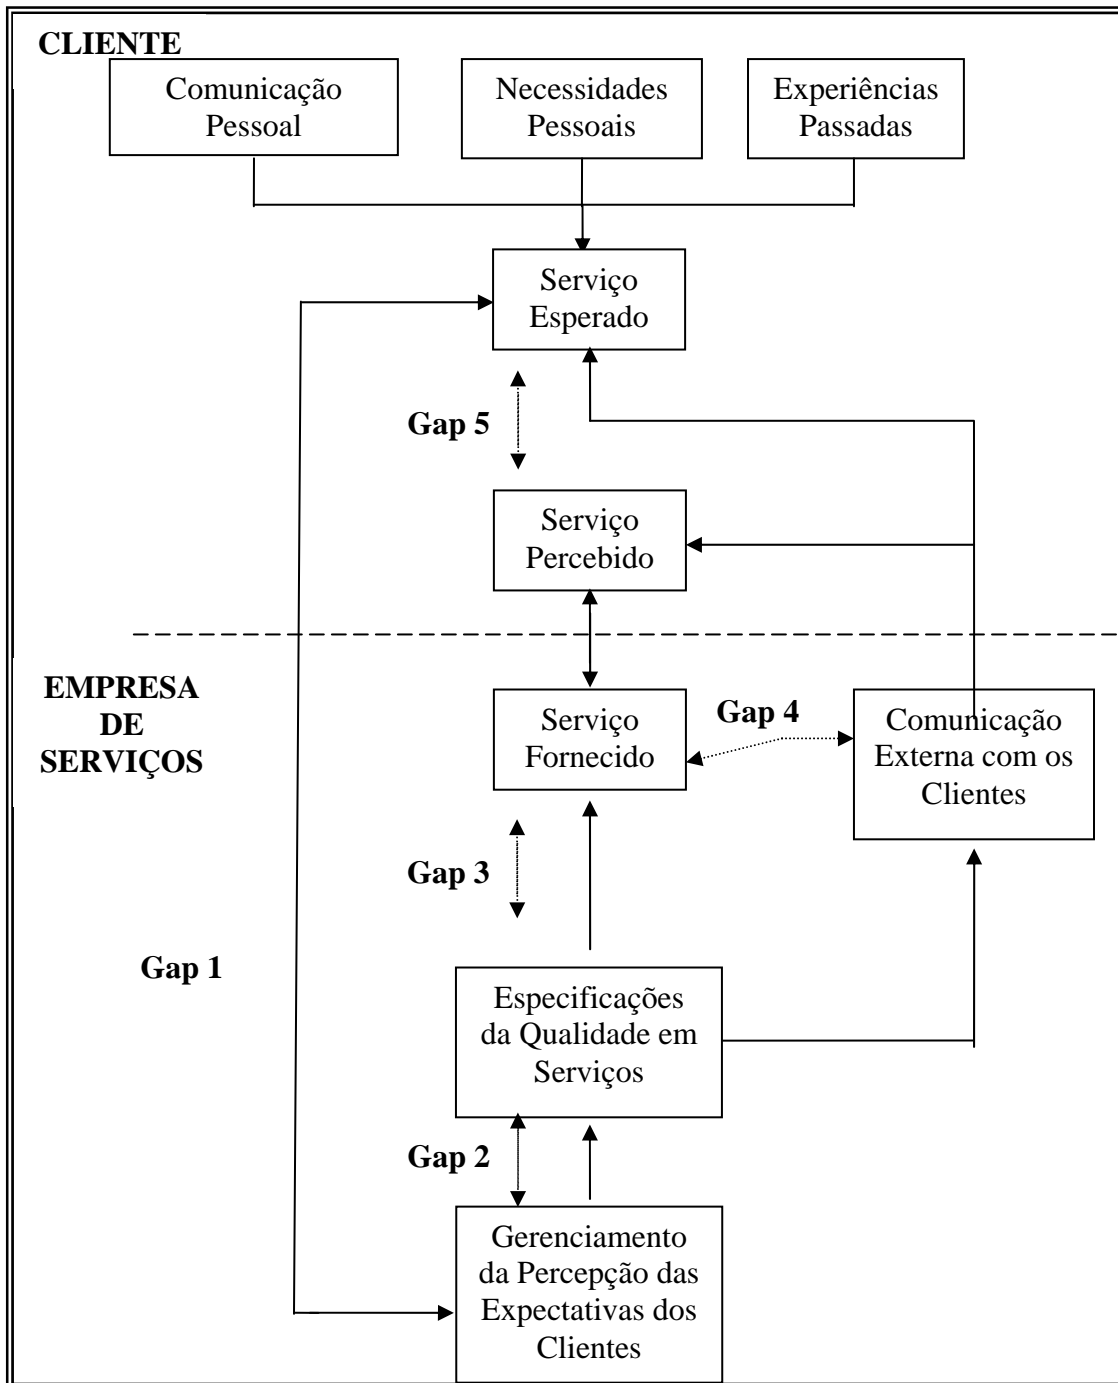 CLIENTE
Comunicação
Pessoal
Necessidades
Pessoais
Experiências
Passadas
Serviço
Esperado
Gap 5
Serviço
Percebido
EMPRESA
DE
SERVIÇOS
Serviço
Fornecido
Gap 4
Comunicação
Externa com os
Clientes
Gap 3
Gap 1
Especificações
da Qualidade em
Serviços
Gap 2
Gerenciamento
da Percepção das
Expectativas dos
Clientes